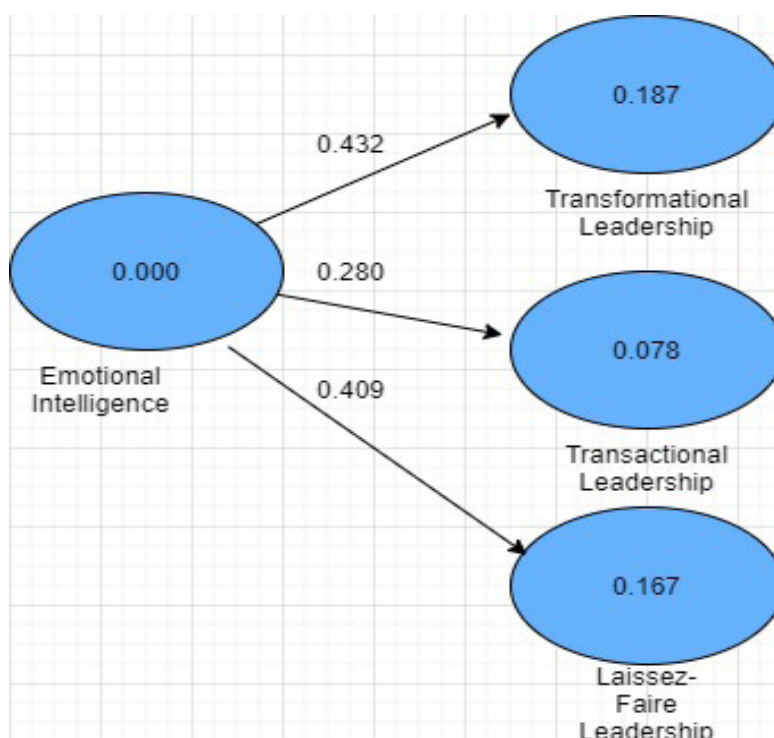 0.187
0.432
Transformational
Leadership
0.000
0.280
0.078
Emotional
Intelligence
0.409
Transactional
Leadership
0.167
Laissez-
Faire
Leadership